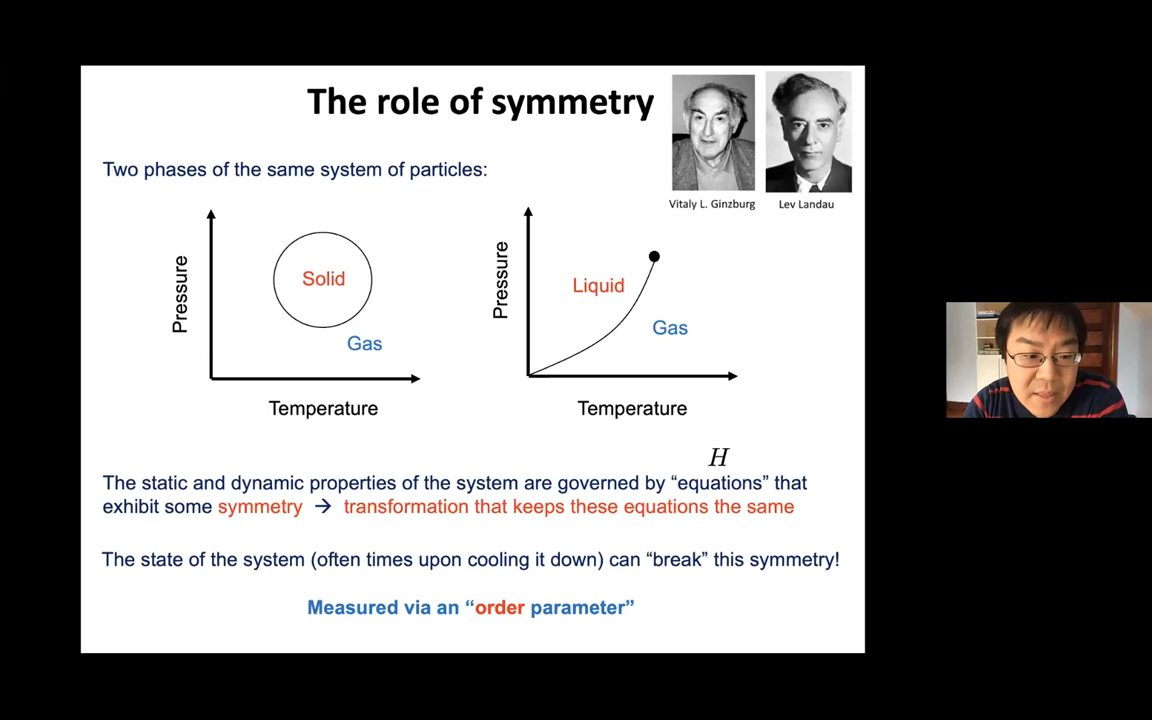 The role of symmetry
Vitaly L. Ginzburg
Lev Landau
Two phases of the same system of particles:
Pressure
Solid
Gas
Temperature
Pressure
Liquid
Gas
Temperature
H
The static and dynamic properties of the system are governed by “equations” that
exhibit some symmetry → transformation that keeps these equations the same
The state of the system (often times upon cooling it down) can “break” this symmetry!
Measured via an “order parameter”